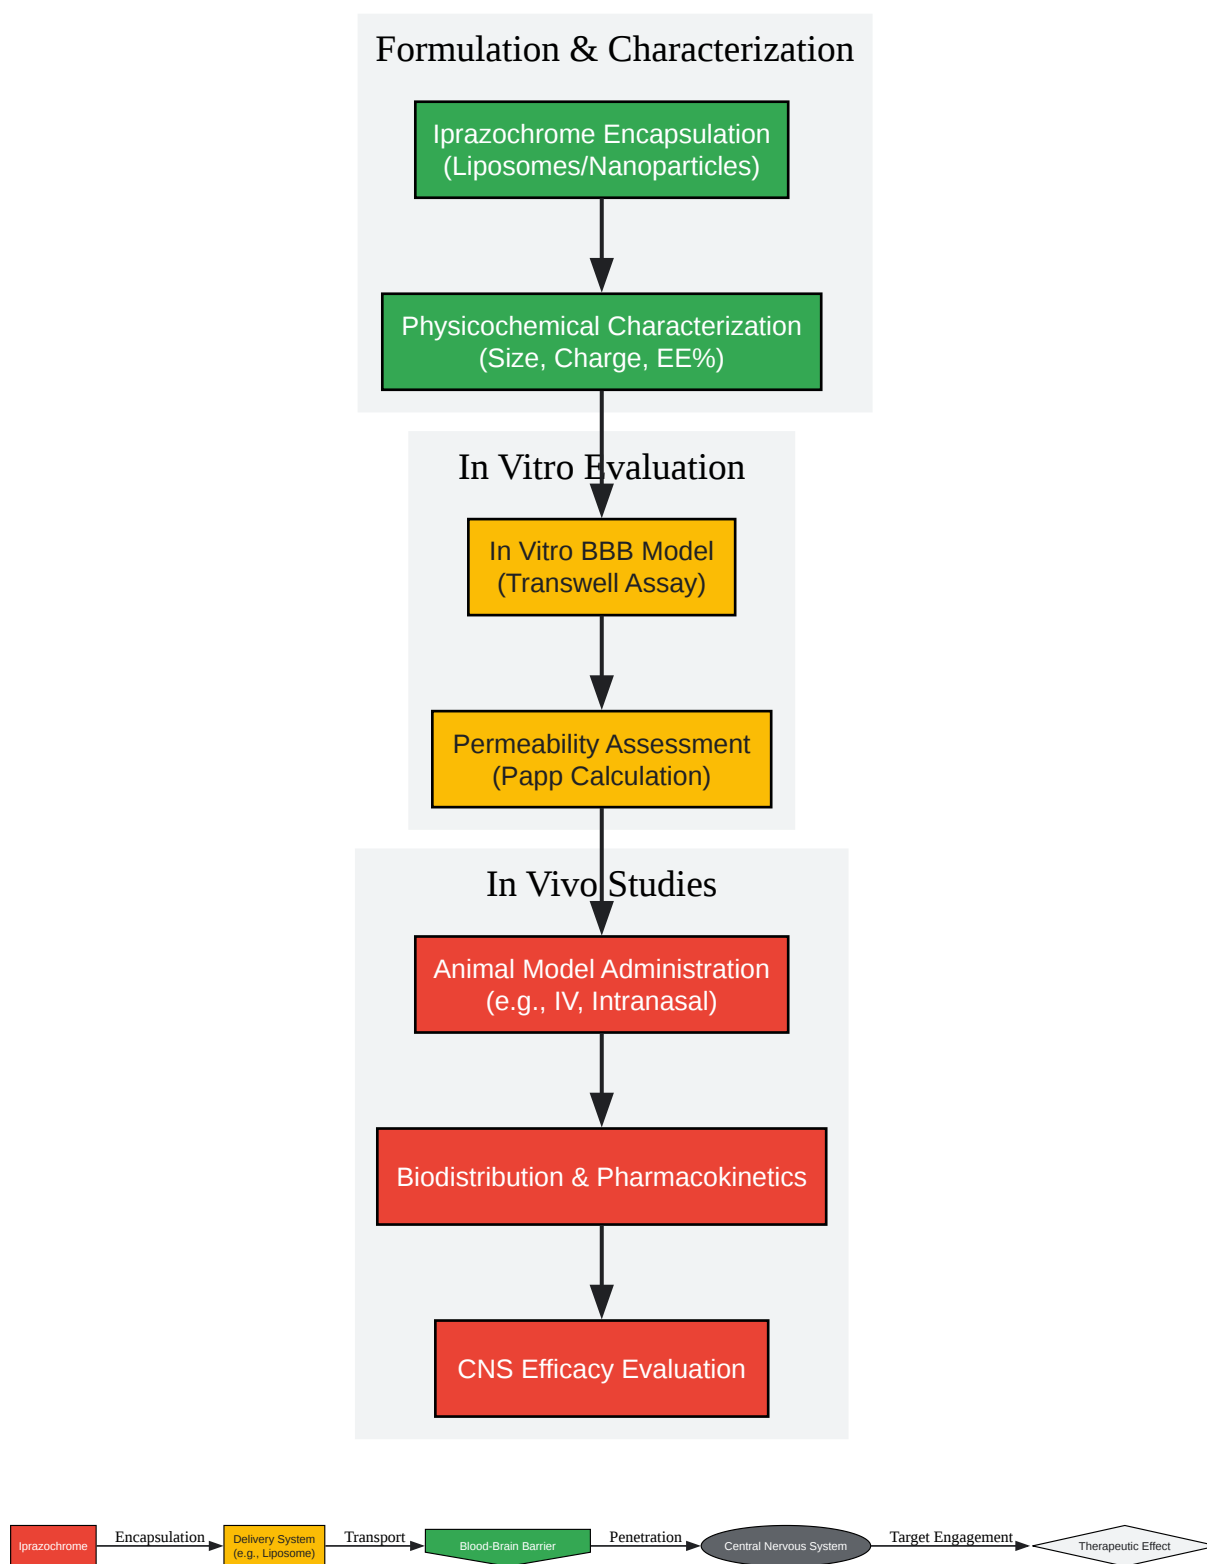 Formulation & Characterization
Iprazochrome Encapsulation
(Liposomes/Nanoparticles)
Physicochemical Characterization
(Size, Charge, EE%)
In Vitro Evaluation
In Vitro BBB Model
(Transwell Assay)
Permeability Assessment
(Papp Calculation)
In Vivo Studies
Animal Model Administration
(e.g., IV, Intranasal)
Biodistribution & Pharmacokinetics
CNS Efficacy Evaluation
Iprazochrome
Encapsulation
Delivery System
(e.g., Liposome)
Transport
Blood-Brain Barrier
Penetration
Central Nervous System
Target Engagement
Therapeutic Effect